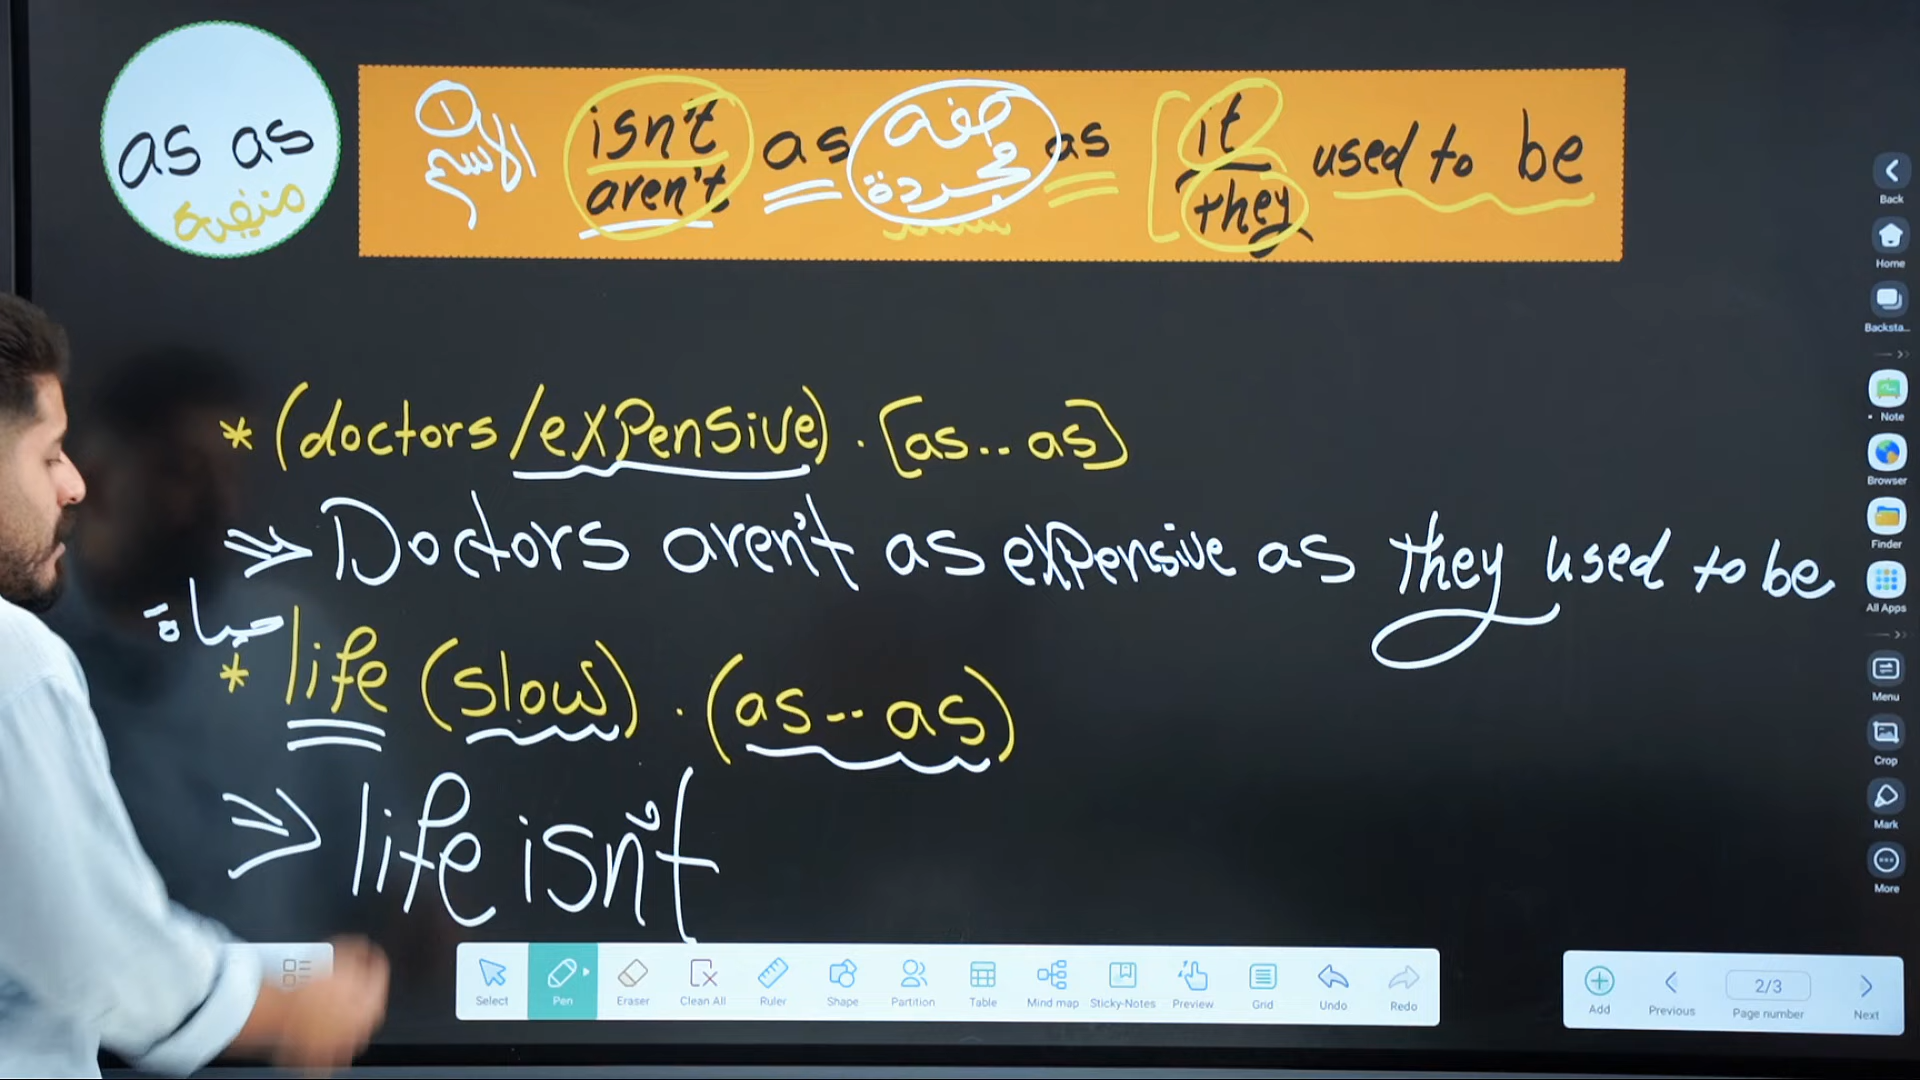 as as
منفية
① الاسم isn't as صفه as [it used to be
aren't مجردة they
* (doctors/expensive). [as.. as]
⇒ Doctors aren't as expensive as they used to be
حياة =
* life (slow). (as-- as)
⇒ life isn't
Back
Home
Backsta...
Note
Browser
Finder
All Apps
Menu
Crop
Mark
More
Select Pen Eraser Clean All Ruler Shape Partition Table Mind map Sticky-Notes Preview Grid Undo Redo
Add Previous 2/3 Page number Next